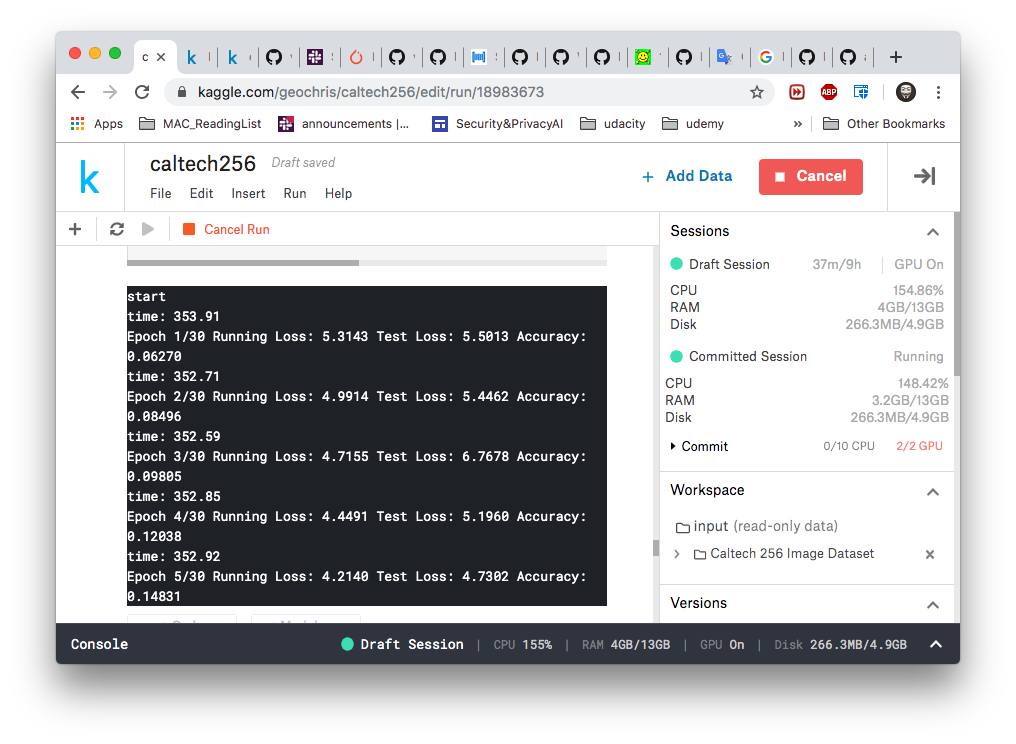 c
kaggle.com/geochris/caltech256/edit/run/18983673
ABP
Apps MAC_ReadingList announcements |... Security&PrivacyAI udacity udemy » Other Bookmarks
k
caltech256 Draft saved
File Edit Insert Run Help
+ Add Data
Cancel
Cancel Run
start
time: 353.91
Epoch 1/30 Running Loss: 5.3143 Test Loss: 5.5013 Accuracy:
0.06270
time: 352.71
Epoch 2/30 Running Loss: 4.9914 Test Loss: 5.4462 Accuracy:
0.08496
time: 352.59
Epoch 3/30 Running Loss: 4.7155 Test Loss: 6.7678 Accuracy:
0.09805
time: 352.85
Epoch 4/30 Running Loss: 4.4491 Test Loss: 5.1960 Accuracy:
0.12038
time: 352.92
Epoch 5/30 Running Loss: 4.2140 Test Loss: 4.7302 Accuracy:
0.14831
Sessions
Draft Session 37m/9h GPU On
CPU 154.86%
RAM 4GB/13GB
Disk 266.3MB/4.9GB
Committed Session Running
CPU 148.42%
RAM 3.2GB/13GB
Disk 266.3MB/4.9GB
Commit 0/10 CPU 2/2 GPU
Workspace
input (read-only data)
Caltech 256 Image Dataset
Versions
Console Draft Session | CPU 155% | RAM 4GB/13GB | GPU On | Disk 266.3MB/4.9GB